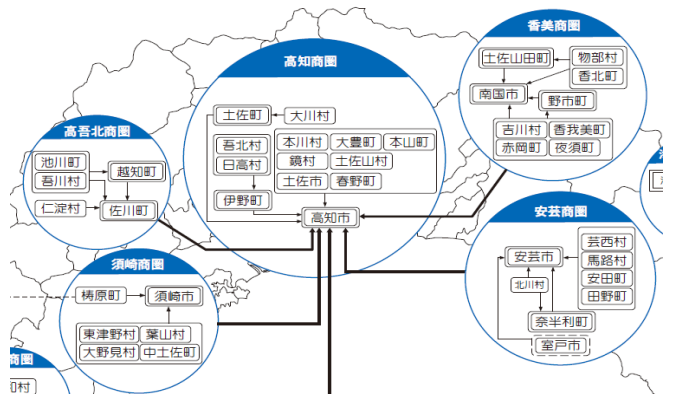 高知商圏
土佐町
大川村
吾北村
日高村
伊野町
本川村 大豊町 本山町
鏡村 土佐山村
土佐市 春野町
高知市
香美商圏
土佐山田町
物部村
香北町
南国市
野市町
吉川村 香我美町
赤岡町 夜須町
高吾北商圏
池川町
吾川村
越知町
仁淀村
佐川町
須崎商圏
梼原町
須崎市
東津野村 葉山村
大野見村 中土佐町
安芸商圏
安芸市
芸西村
馬路村
安田町
田野町
北川村
奈半利町
室戸市
商圏